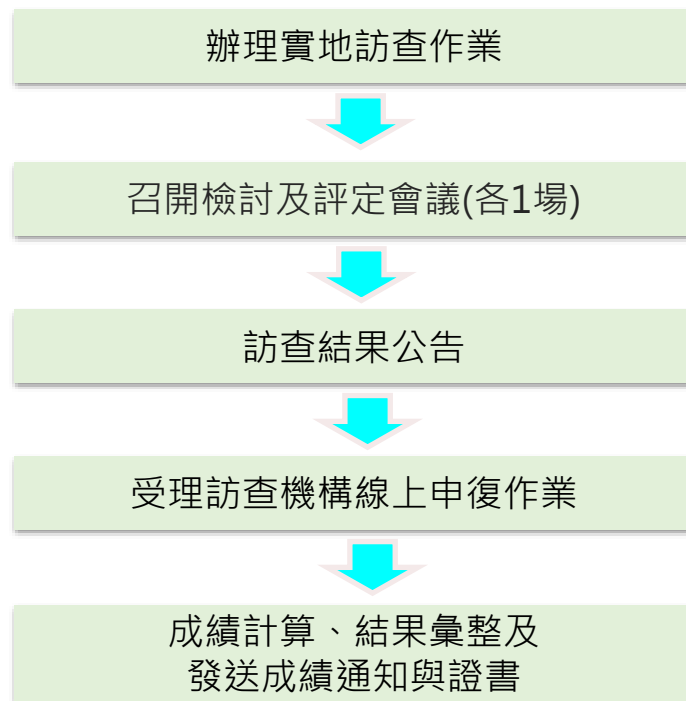 辦理實地訪查作業
召開檢討及評定會議(各1場)
訪查結果公告
受理訪查機構線上申復作業
成績計算、結果彙整及
發送成績通知與證書